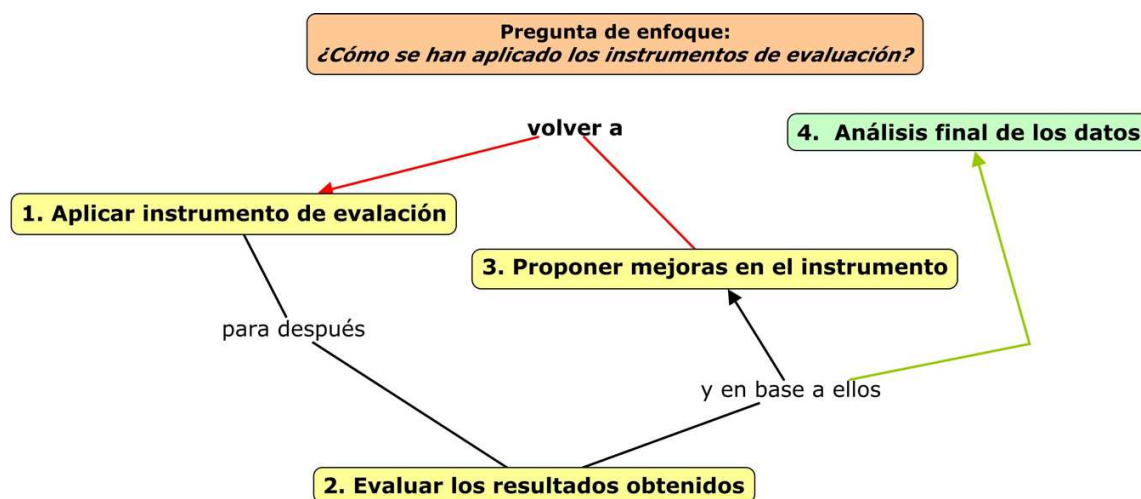 Pregunta de enfoque:
¿Cómo se han aplicado los instrumentos de evaluación?
volver a
4. Análisis final de los datos
1. Aplicar instrumento de evalación
3. Proponer mejoras en el instrumento
para después
y en base a ellos
2. Evaluar los resultados obtenidos